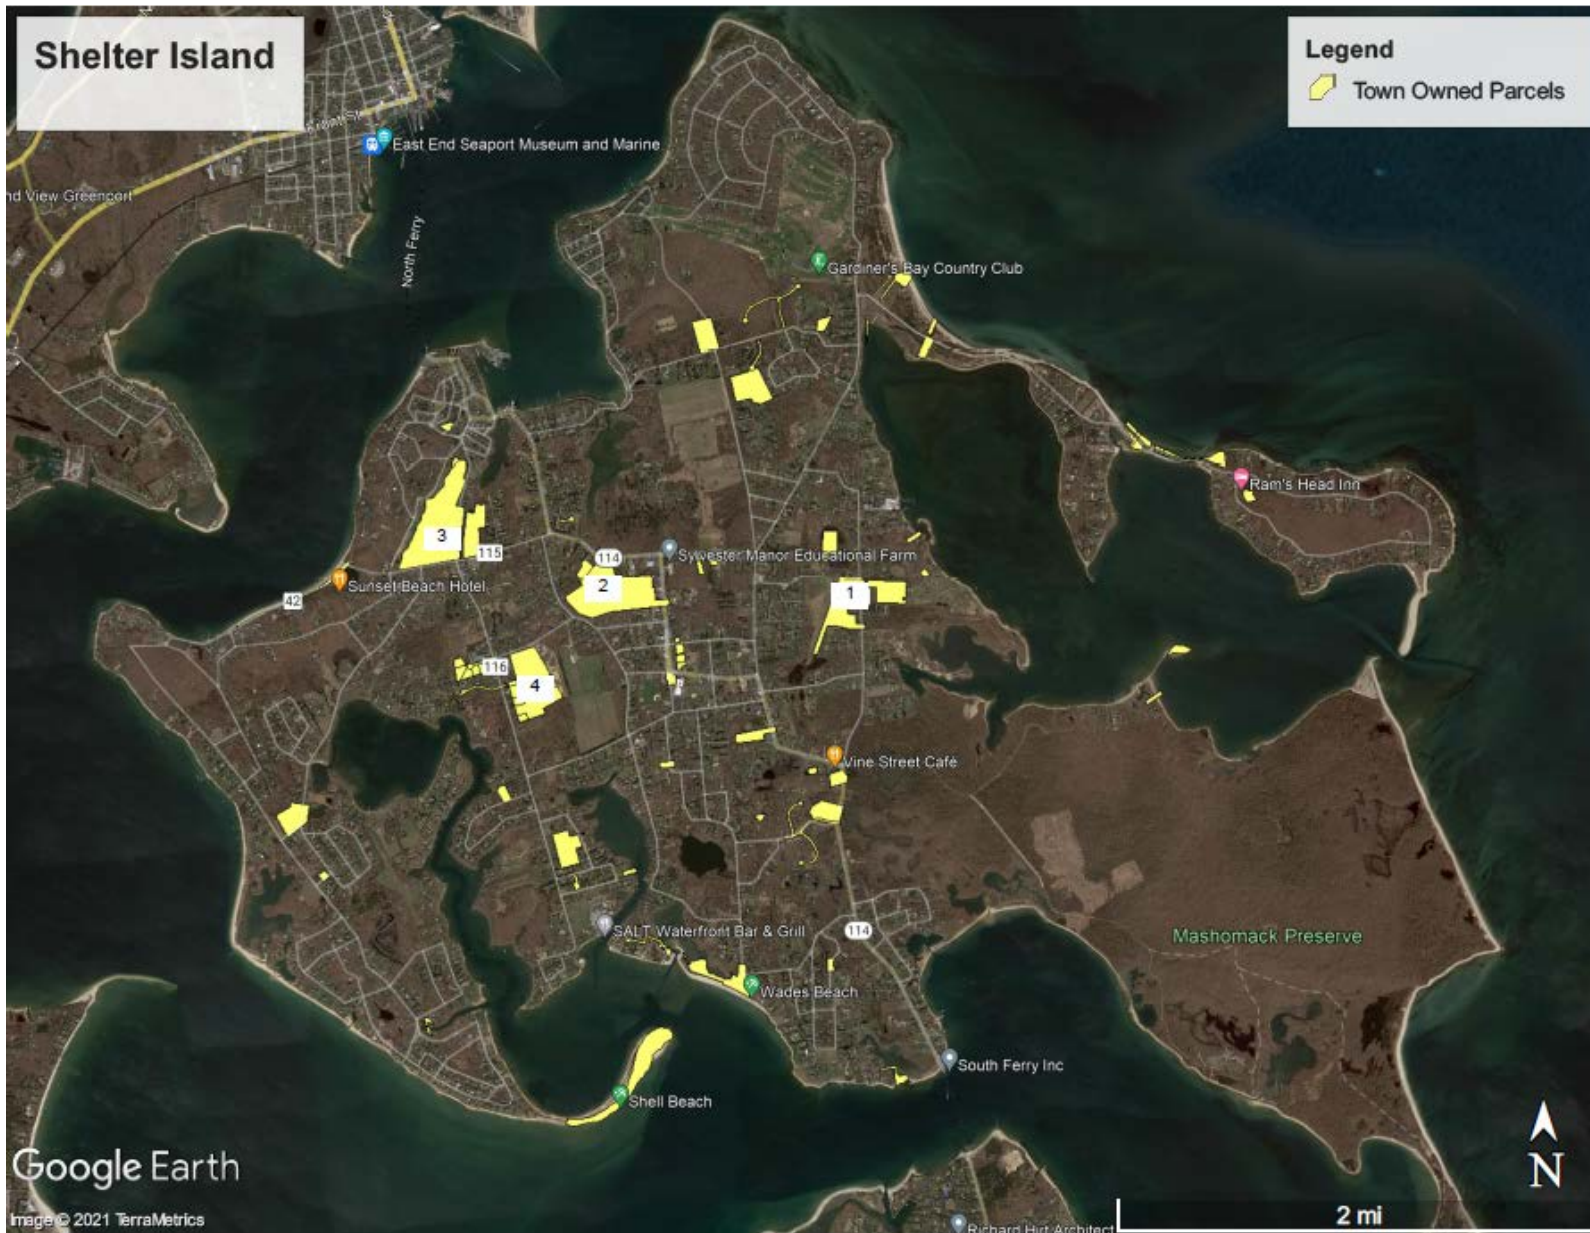 Shelter Island
Legend
Town Owned Parcels
East End Seaport Museum and Marine
nd View Greenport
North Ferry
Gardiner's Bay Country Club
Ram's Head Inn
3
115
114
Sylvester Manor Educational Farm
2
1
Sunset Beach Hotel
42
116
4
Vine Street Café
SALT Waterfront Bar & Grill
114
Mashomack Preserve
Wades Beach
South Ferry Inc
Shell Beach
Google Earth
N
Image © 2021 TerraMetrics
2 mi
Richard Hirt Architect